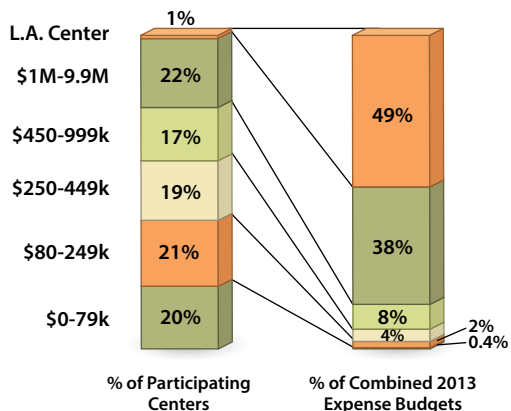 L.A. Center
1%
$1M-9.9M
22%
49%
$450-999k
17%
$250-449k
19%
38%
$80-249k
21%
$0-79k
20%
8%
4%
2%
0.4%
% of Participating
Centers
% of Combined 2013
Expense Budgets